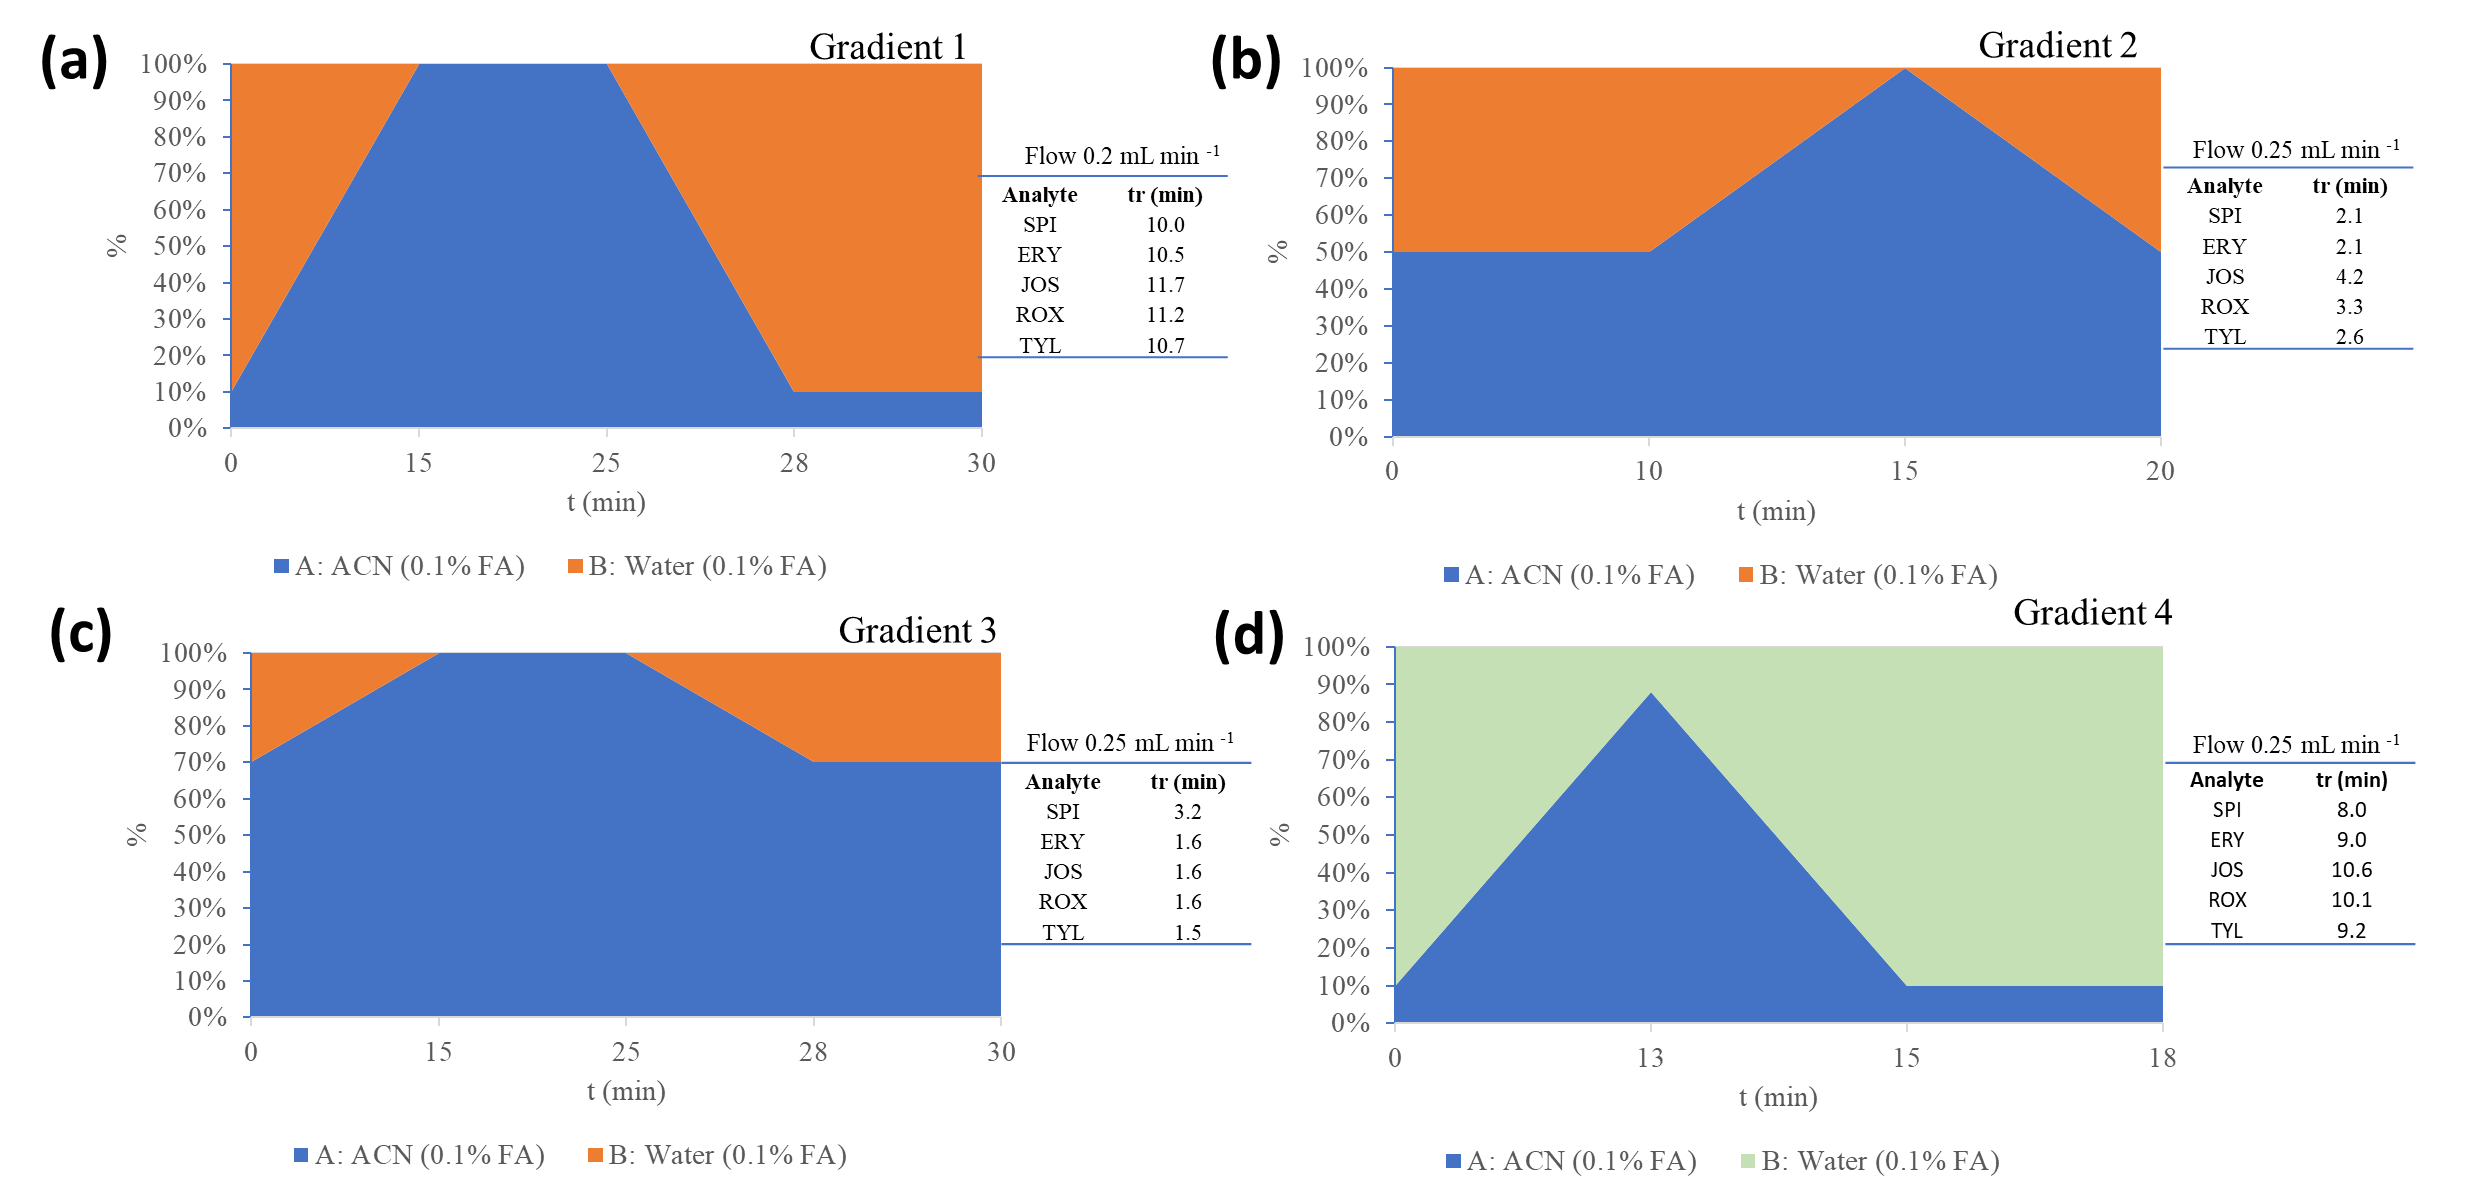 (a)
Gradient 1
100%
90%
80%
70%
60%
50%
40%
30%
20%
10%
0%
%
0 15 25 28 30
t (min)
A: ACN (0.1% FA) B: Water (0.1% FA)
Flow 0.2 mL min -1
Analyte tr (min)
SPI 10.0
ERY 10.5
JOS 11.7
ROX 11.2
TYL 10.7
(b)
Gradient 2
100%
90%
80%
70%
60%
50%
40%
30%
20%
10%
0%
%
0 10 15 20
t (min)
A: ACN (0.1% FA) B: Water (0.1% FA)
Flow 0.25 mL min -1
Analyte tr (min)
SPI 2.1
ERY 2.1
JOS 4.2
ROX 3.3
TYL 2.6
(c)
Gradient 3
100%
90%
80%
70%
60%
50%
40%
30%
20%
10%
0%
%
0 15 25 28 30
t (min)
A: ACN (0.1% FA) B: Water (0.1% FA)
Flow 0.25 mL min -1
Analyte tr (min)
SPI 3.2
ERY 1.6
JOS 1.6
ROX 1.6
TYL 1.5
(d)
Gradient 4
100%
90%
80%
70%
60%
50%
40%
30%
20%
10%
0%
%
0 13 15 18
t (min)
A: ACN (0.1% FA) B: Water (0.1% FA)
Flow 0.25 mL min -1
Analyte tr (min)
SPI 8.0
ERY 9.0
JOS 10.6
ROX 10.1
TYL 9.2